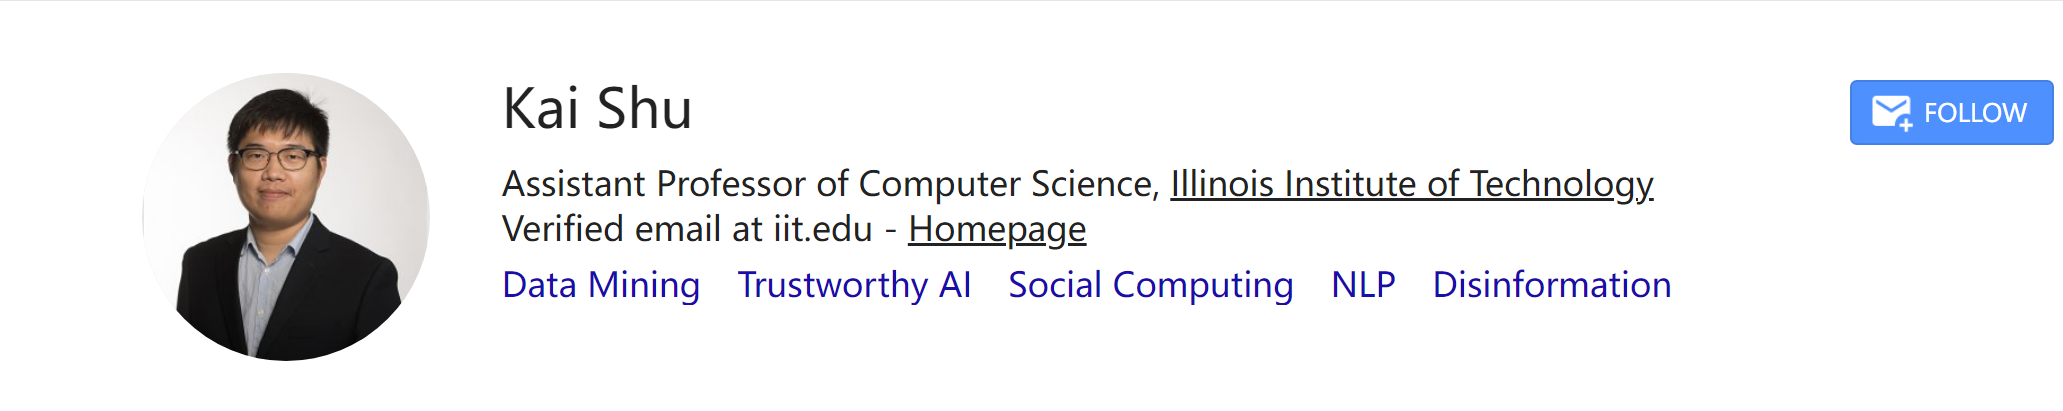 Kai Shu
FOLLOW
Assistant Professor of Computer Science, Illinois Institute of Technology
Verified email at iit.edu - Homepage
Data Mining Trustworthy AI Social Computing NLP Disinformation